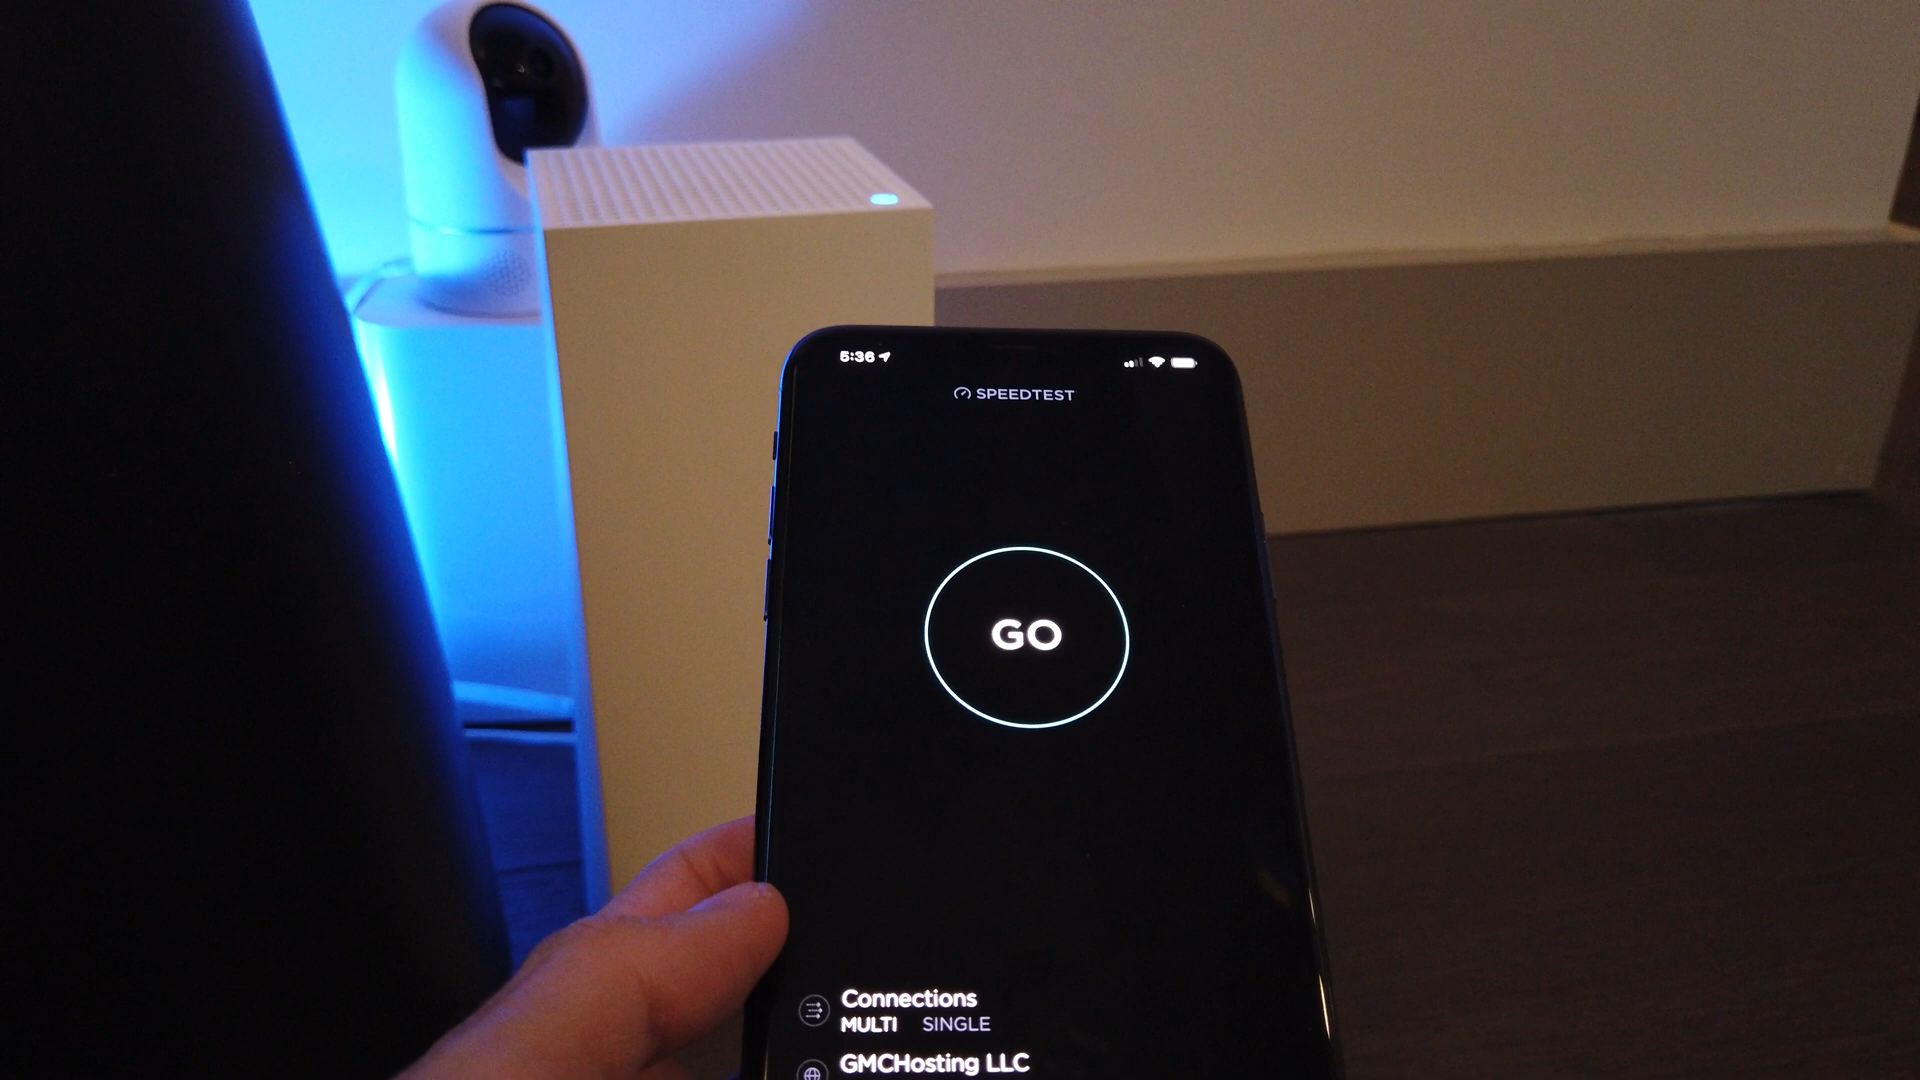 5:36
SPEEDTEST
GO
Connections
MULTI SINGLE
GMCHosting LLC